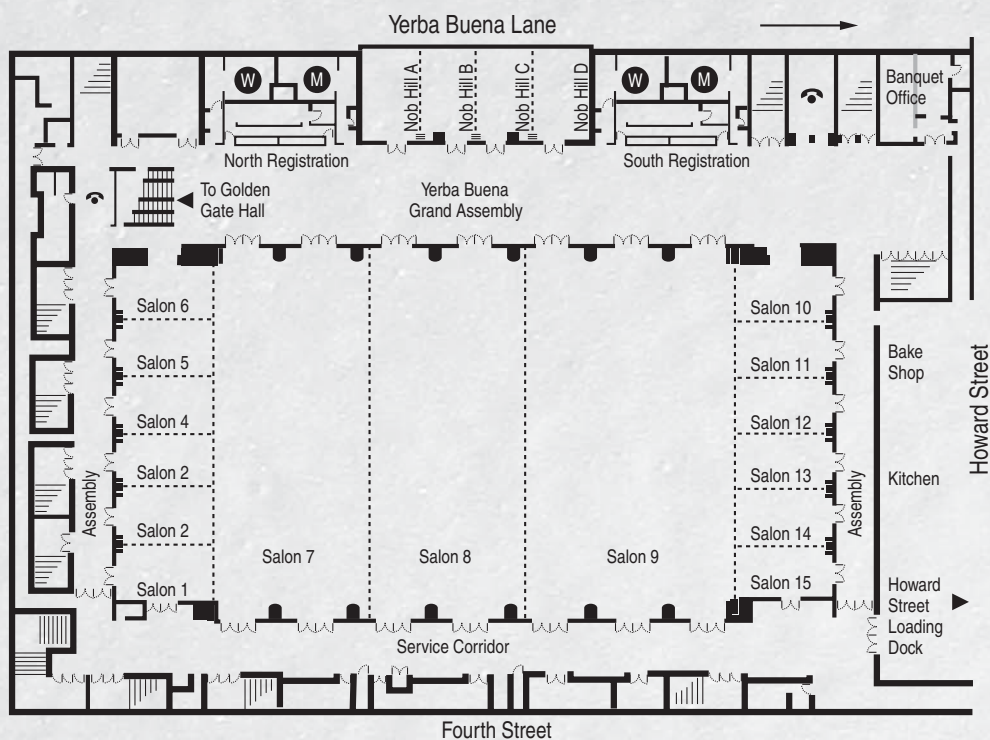 Yerba Buena Lane
W
M
Nob Hill A
Nob Hill B
Nob Hill C
Nob Hill D
W
M
Banquet
Office
North Registration
South Registration
To Golden
Gate Hall
Yerba Buena
Grand Assembly
Salon 6
Salon 5
Salon 4
Salon 2
Salon 2
Salon 1
Assembly
Salon 7
Salon 8
Salon 9
Salon 10
Salon 11
Salon 12
Salon 13
Salon 14
Salon 15
Assembly
Bake
Shop
Kitchen
Howard
Street
Loading
Dock
Howard Street
Service Corridor
Fourth Street